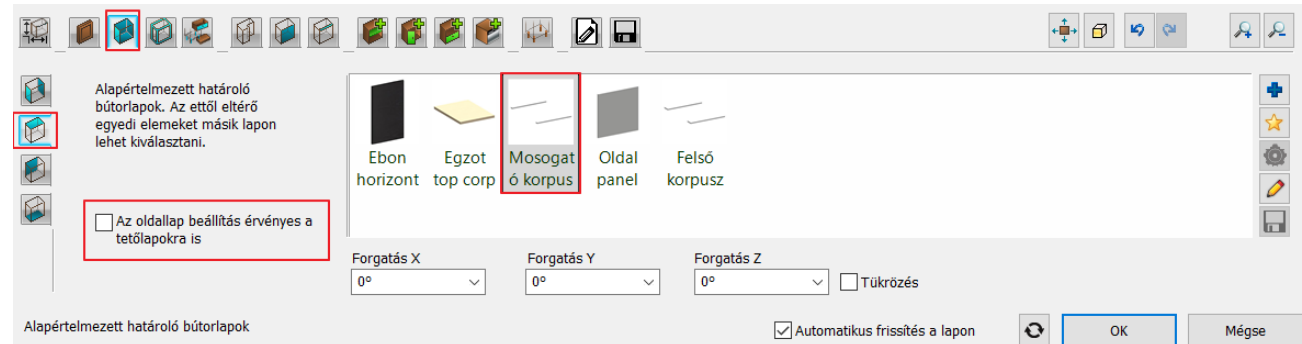 Alapértelmezett határoló
bútorlapok. Az ettől eltérő
egyedi elemeket másik lapon
lehet kiválasztani.
Az oldallap beállítás érvényes a
tetőlapokra is
Ebon
horizont
Egzot
top corp
Mosogat
ó korpus
Oldal
panel
Felső
korpusz
Forgatás X
0°
Forgatás Y
0°
Forgatás Z
0°
Tükrözés
Alapértelmezett határoló bútorlapok
Automatikus frissítés a lapon
OK
Mégse